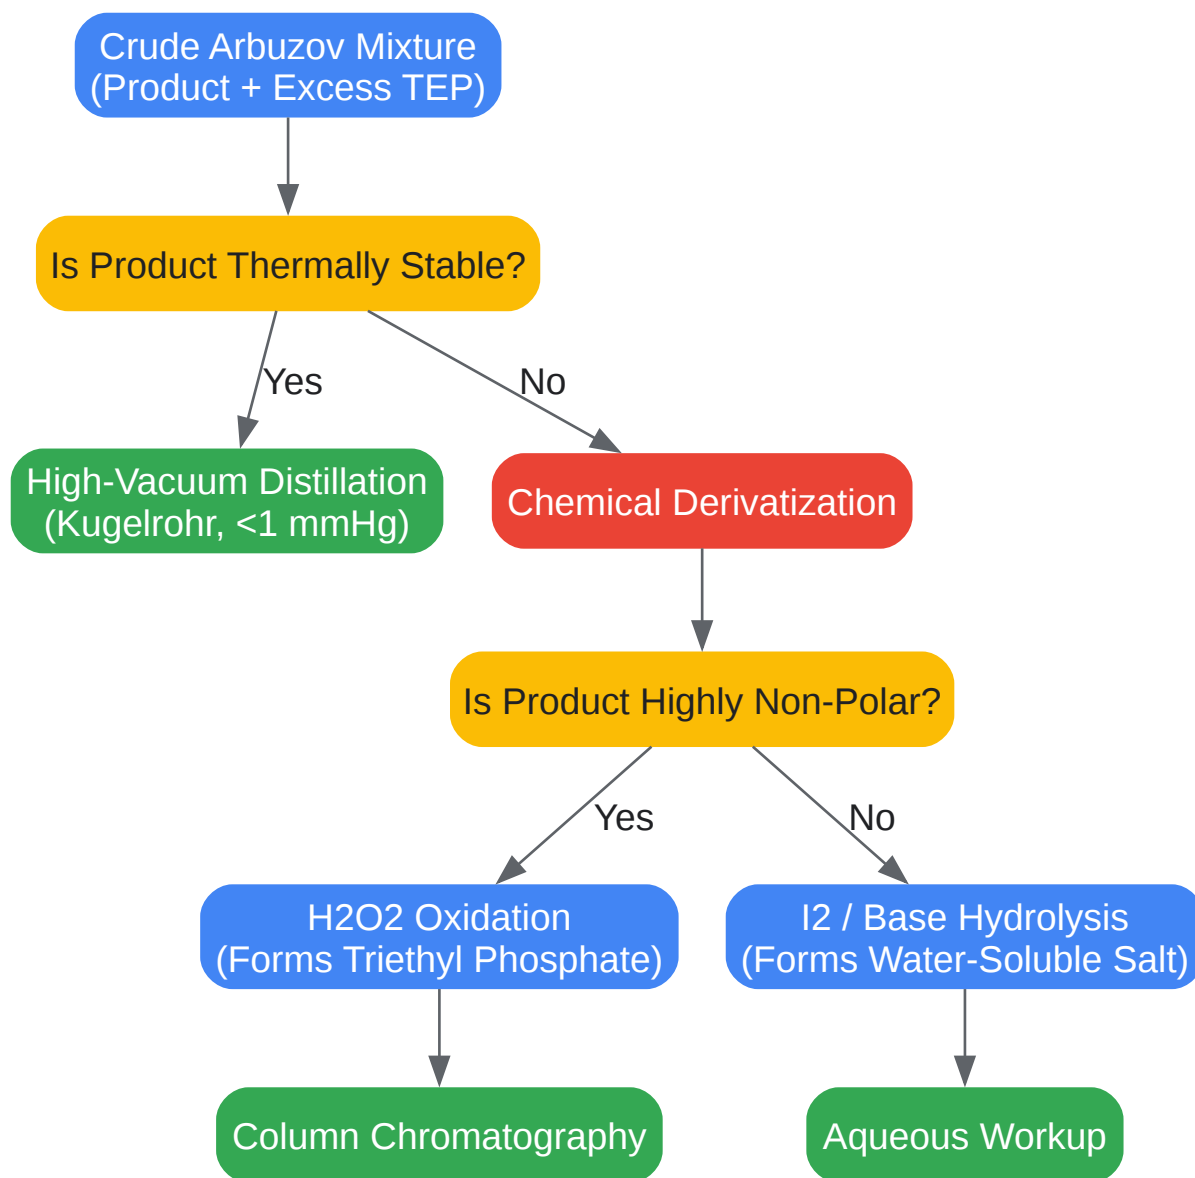 Crude Arbuzov Mixture
(Product + Excess TEP)
Is Product Thermally Stable?
Yes
No
High-Vacuum Distillation
(Kugelrohr, <1 mmHg)
Chemical Derivatization
Is Product Highly Non-Polar?
Yes
No
H2O2 Oxidation
(Forms Triethyl Phosphate)
I2 / Base Hydrolysis
(Forms Water-Soluble Salt)
Column Chromatography
Aqueous Workup